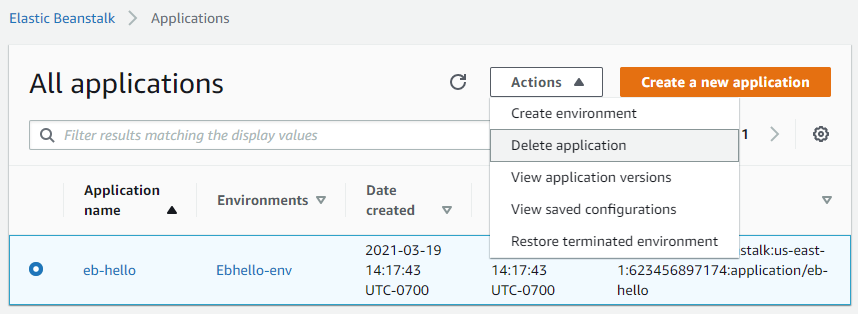 Elastic Beanstalk > Applications
All applications
Actions
Create a new application
Create environment
Filter results matching the display values
1
Delete application
View application versions
View saved configurations
Restore terminated environment
Application name
Environments
Date created
eb-hello
Ebhello-env
2021-03-19
14:17:43
UTC-0700
14:17:43
UTC-0700
stalk:us-east-
1:623456897174:application/eb-
hello